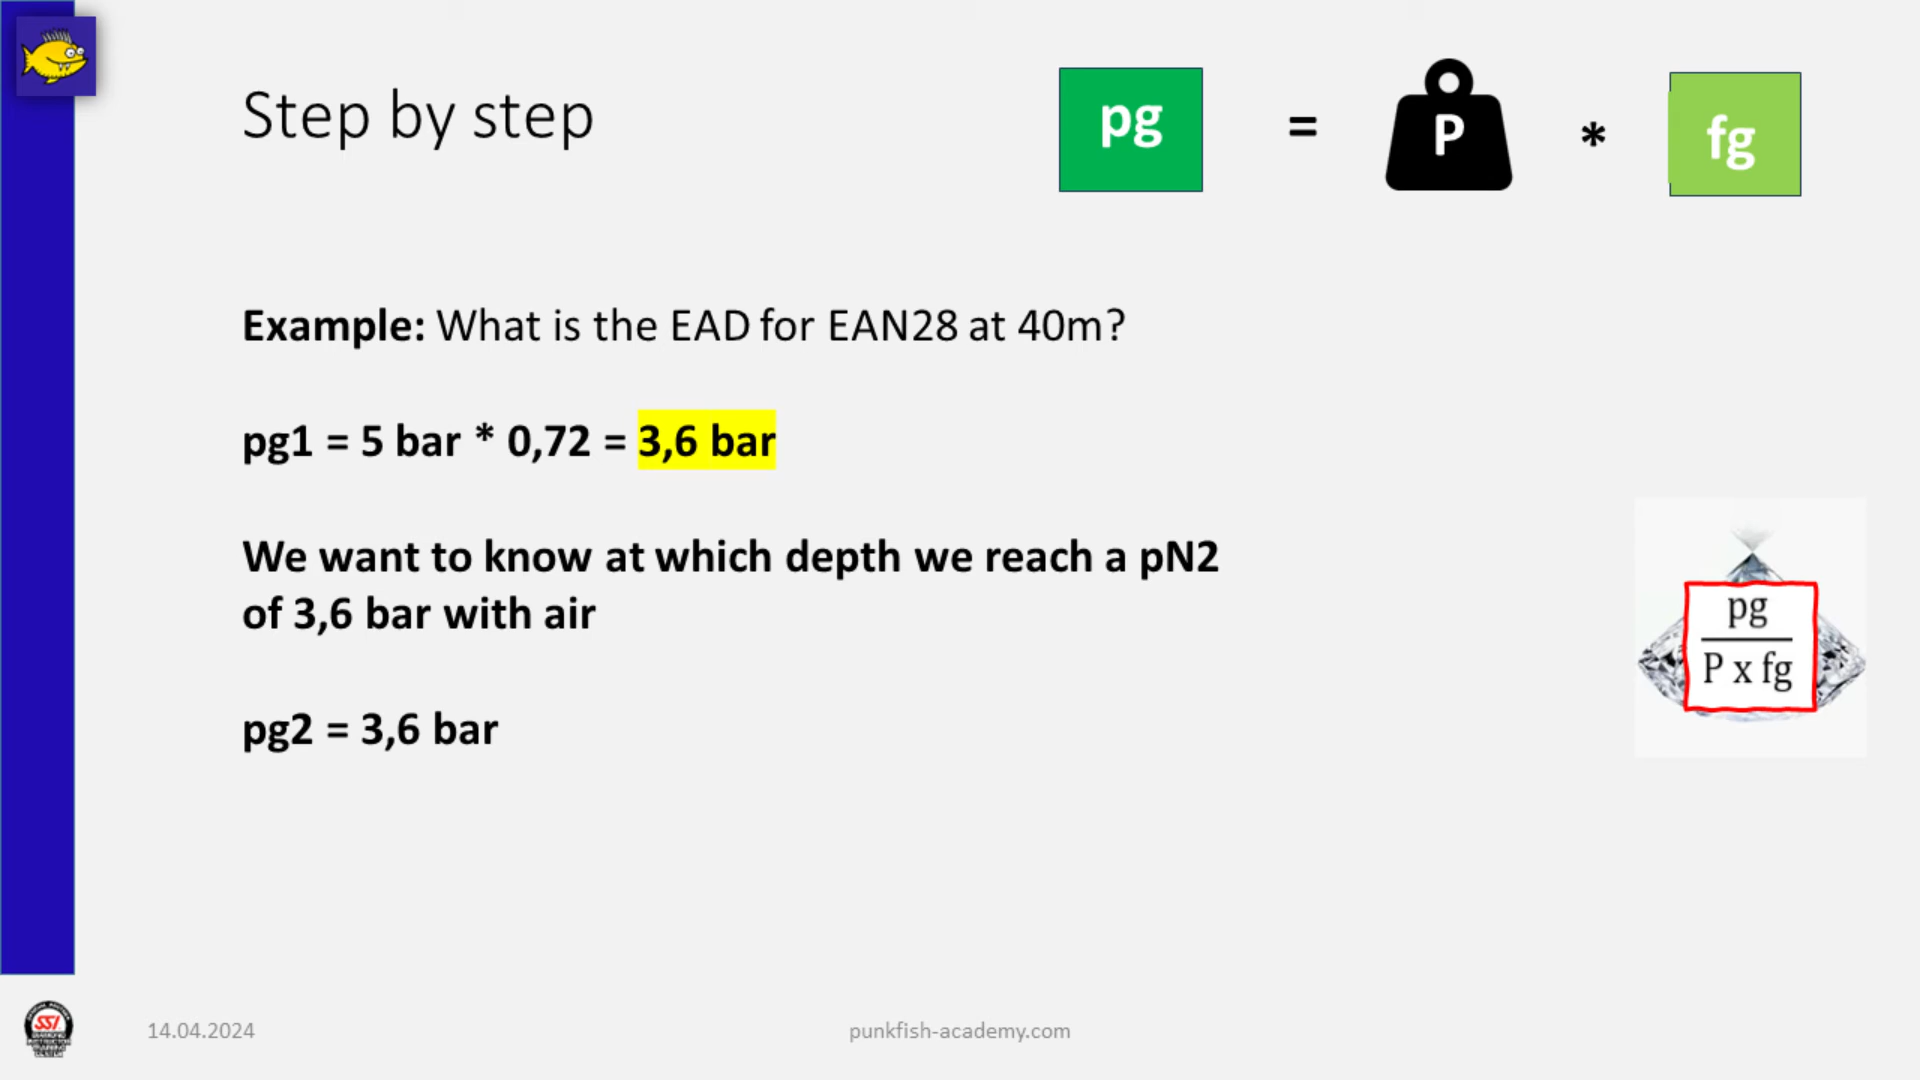 Step by step
pg = P * fg
Example: What is the EAD for EAN28 at 40m?
pg1 = 5 bar * 0,72 = 3,6 bar
We want to know at which depth we reach a pN2
of 3,6 bar with air
pg
P x fg
pg2 = 3,6 bar
SSI
14.04.2024
punkfish-academy.com